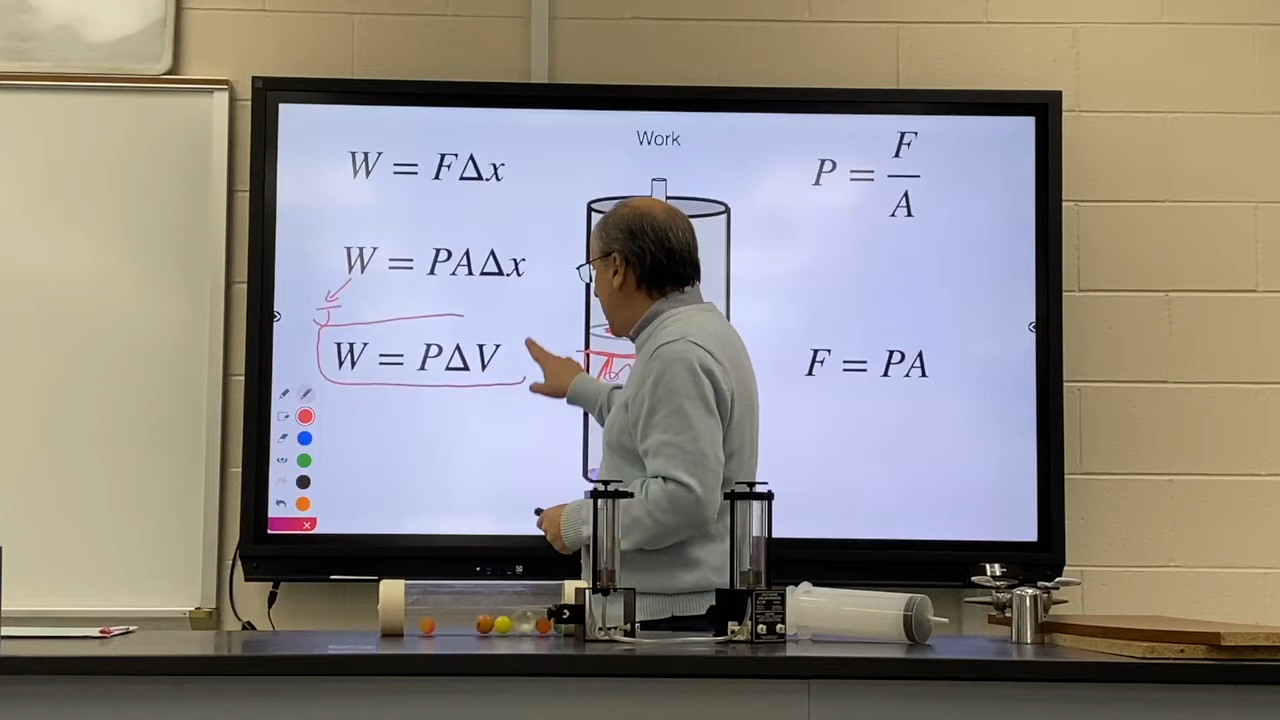 Work
W = FΔx
P = F/A
W = PAΔx
J
W = PΔV
F = PA